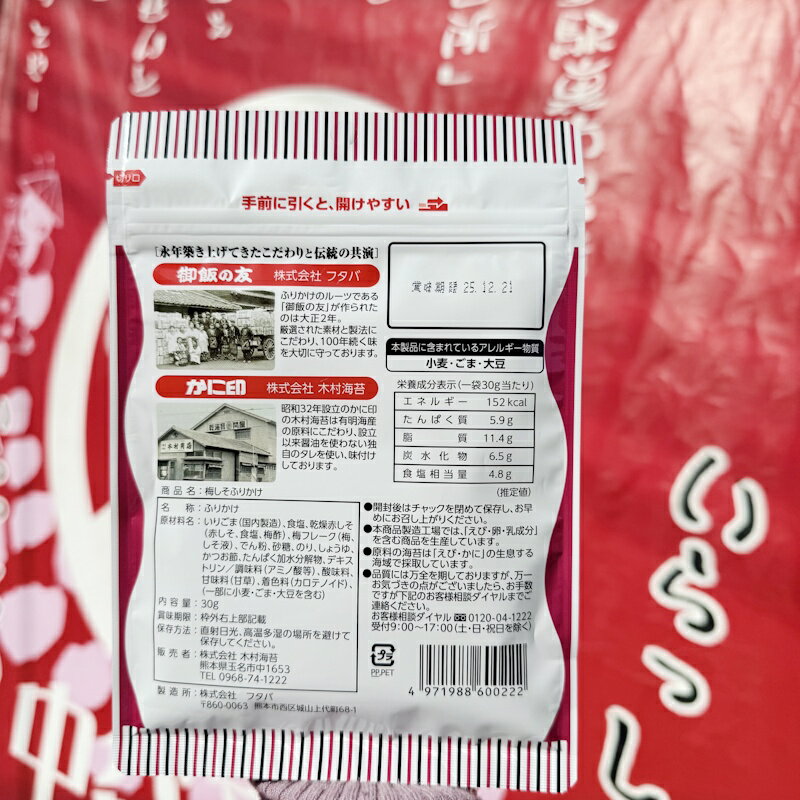 切り口
手前に引くと、開けやすい
[永年築き上げてきたこだわりと伝統の共演]
御飯の友 株式会社 フタバ
ふりかけのルーツである
「御飯の友」が作られた
のは大正2年。
厳選された素材と製法に
こだわり、100年続く味
を大切に守っております。
かに印 株式会社 木村海苔
昭和32年設立のかに印
の木村海苔は有明海産
の原料にこだわり、設立
以来醤油を使わない独
自のタレを使い、味付け
しております。
賞味期限 25.12.21
本製品に含まれているアレルギー物質
小麦・ごま・大豆
栄養成分表示(一袋30g当たり)
エネルギー 152kcal
たんぱく質 5.9g
脂質 11.4g
炭水化物 6.5g
食塩相当量 4.8g
(推定値)
商品名:梅しそふりかけ
名称:ふりかけ
原材料名:いりごま(国内製造)、食塩、乾燥赤しそ
(赤しそ、食塩、梅酢)、梅フレーク(梅、
しそ液)、でん粉、砂糖、のり、しょうゆ、
かつお節、たんぱく加水分解物、デキス
トリン/調味料(アミノ酸等)、酸味料、
甘味料(甘草)、着色料(カロテノイド)、
(一部に小麦・ごま・大豆を含む)
内容量:30g
賞味期限:枠外右上部記載
保存方法:直射日光、高温多湿の場所を避けて
保存してください。
販売者:株式会社 木村海苔
熊本県玉名市中1653
TEL 0968-74-1222
製造所:株式会社 フタバ
〒860-0063 熊本市西区城山上代町68-1
●開封後はチャックを閉めて保存し、お早
めにお召し上がりください。
●本商品製造工場では、「えび・卵・乳成分」
を含む商品を生産しています。
●原料の海苔は「えび・かに」の生息する
海域で採取しています。
●品質には万全を期しておりますが、万一
お気づきの点がございましたら、お手数
ですが下記のお客様相談ダイヤルまでご
連絡ください。
お客様相談ダイヤル 0120-04-1222
受付9:00〜17:00(土・日・祝日を除く)
プラ
PP,PET
4 971988 600222
いらっし